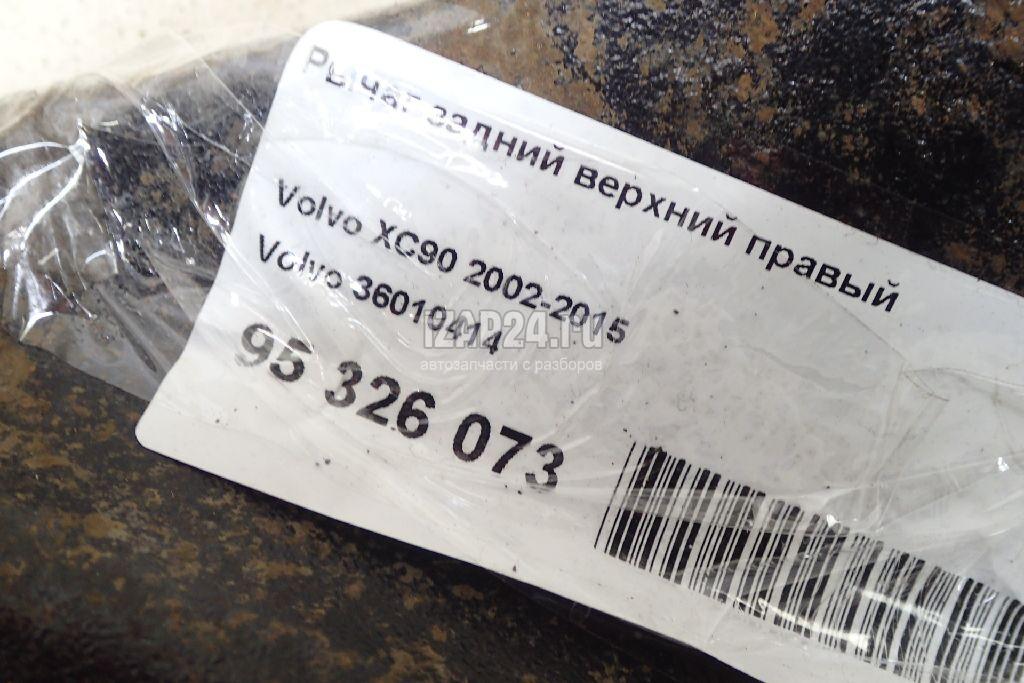 Рычаг задний верхний правый
Volvo XC90 2002-2015
Volvo 36010414
95 326 073
IZAP24.ru
автозапчасти с разборов